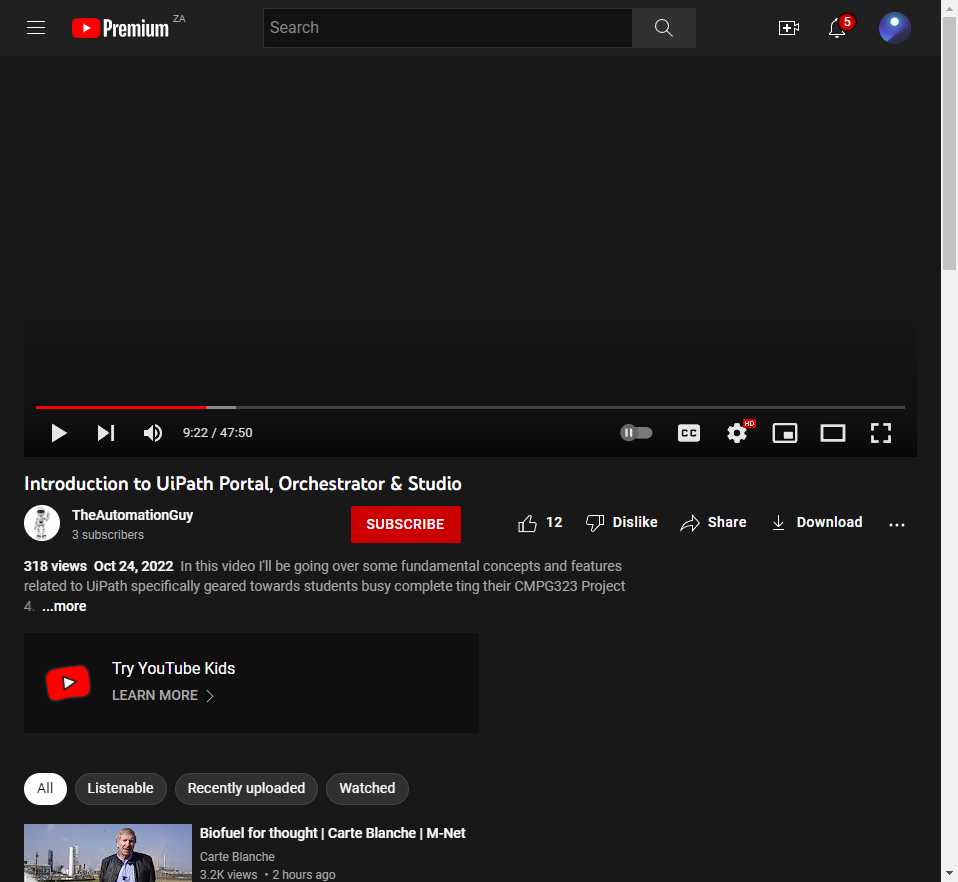 Premium ZA
Search
5
9:22 / 47:50
CC
HD
Introduction to UiPath Portal, Orchestrator & Studio
TheAutomationGuy
3 subscribers
SUBSCRIBE
12
Dislike
Share
Download
...
318 views Oct 24, 2022 In this video I'll be going over some fundamental concepts and features
related to UiPath specifically geared towards students busy complete ting their CMPG323 Project
4. ...more
Try YouTube Kids
LEARN MORE
All
Listenable
Recently uploaded
Watched
Biofuel for thought | Carte Blanche | M-Net
Carte Blanche
3.2K views • 2 hours ago